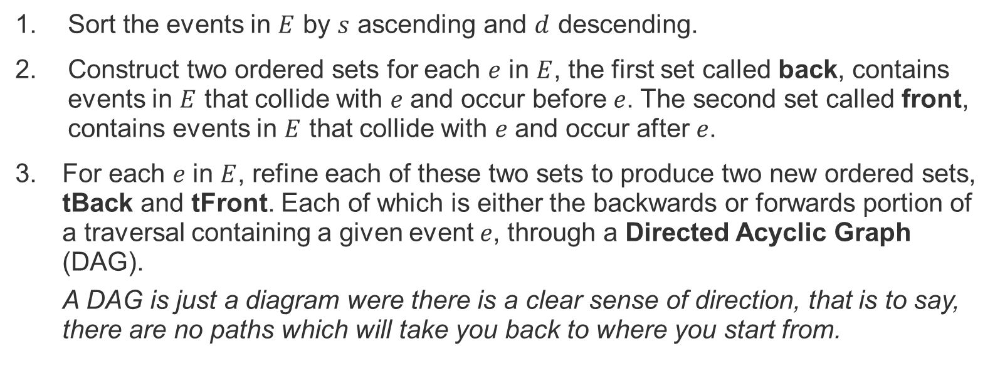 1. Sort the events in E by s ascending and d descending.
2. Construct two ordered sets for each e in E, the first set called back, contains
events in E that collide with e and occur before e. The second set called front,
contains events in E that collide with e and occur after e.
3. For each e in E, refine each of these two sets to produce two new ordered sets,
tBack and tFront. Each of which is either the backwards or forwards portion of
a traversal containing a given event e, through a Directed Acyclic Graph
(DAG).
A DAG is just a diagram were there is a clear sense of direction, that is to say,
there are no paths which will take you back to where you start from.